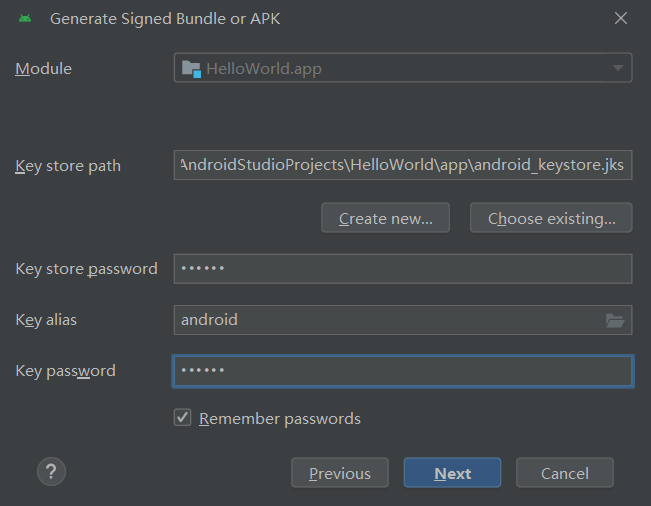 Generate Signed Bundle or APK
Module
HelloWorld.app
Key store path
AndroidStudioProjects\HelloWorld\app\android_keystore.jks
Create new...
Choose existing...
Key store password
••••••
Key alias
android
Key password
••••••
Remember passwords
?
Previous
Next
Cancel